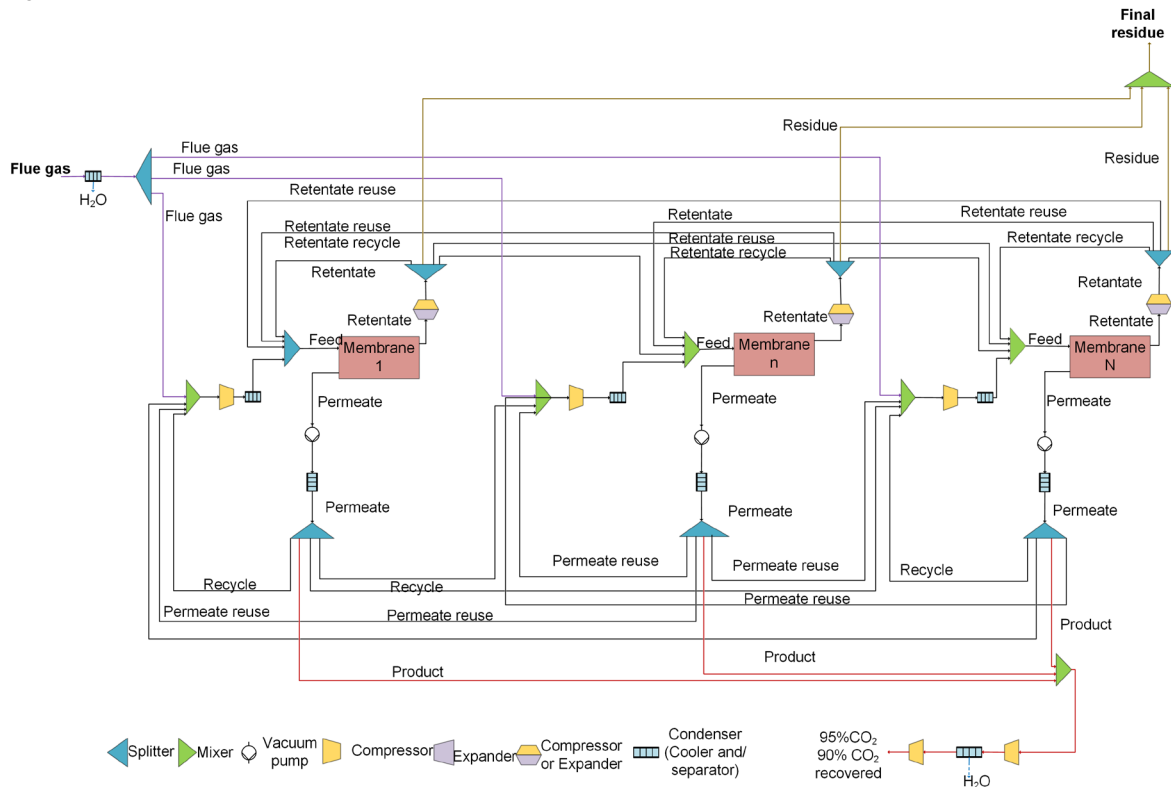 Final
residue
Residue
Flue gas
Flue gas
Flue gas
H₂O
Flue gas
Residue
Retentate reuse
Retentate
Retentate reuse
Retentate reuse
Retentate recycle
Retentate reuse
Retentate recycle
Retentate recycle
Retentate
Retentate
Retentate
Retantate
Retentate
Feed
Membrane
1
Feed
Membrane
n
Feed
Membrane
N
Permeate
Permeate
Permeate
Permeate
Permeate
Permeate
Recycle
Recycle
Permeate reuse
Permeate reuse
Recycle
Permeate reuse
Permeate reuse
Permeate reuse
Product
Product
Product
Splitter
Mixer
Vacuum
pump
Compressor
Expander
Compressor
or Expander
Condenser
(Cooler and/
separator)
95%CO₂
90% CO₂
recovered
H₂O